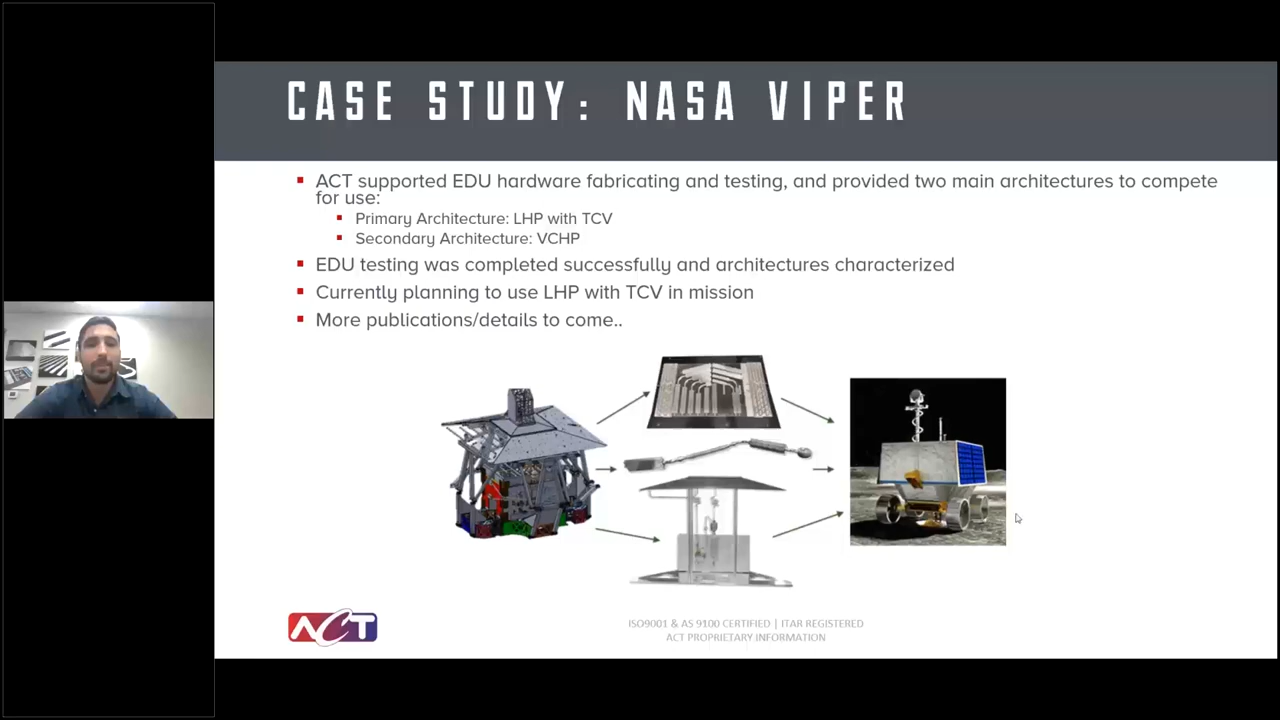 CASE STUDY: NASA VIPER
ACT supported EDU hardware fabricating and testing, and provided two main architectures to compete
for use:
Primary Architecture: LHP with TCV
Secondary Architecture: VCHP
EDU testing was completed successfully and architectures characterized
Currently planning to use LHP with TCV in mission
More publications/details to come..
ACT
ISO9001 & AS 9100 CERTIFIED | ITAR REGISTERED
ACT PROPRIETARY INFORMATION